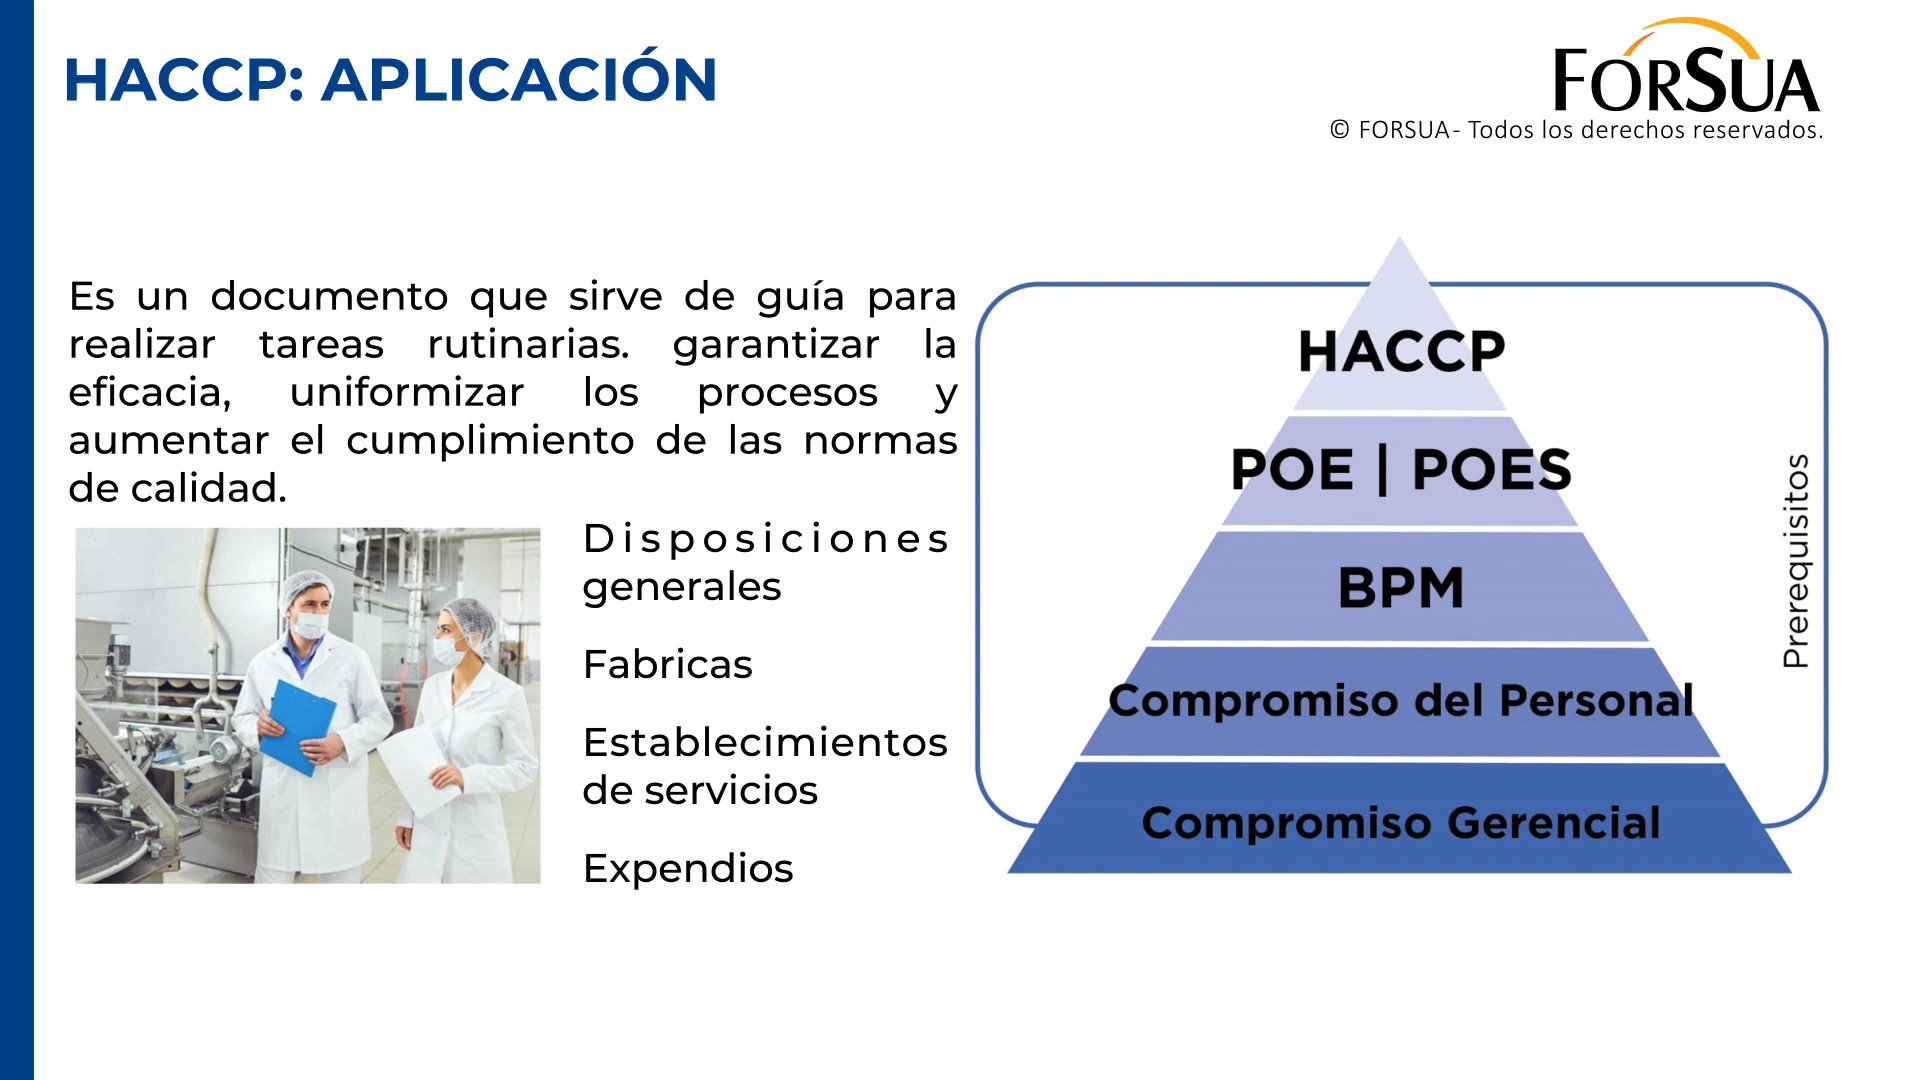 HACCP: APLICACIÓN
FORSUA
© FORSUA- Todos los derechos reservados.
Es un documento que sirve de guía para
realizar tareas rutinarias. garantizar la
eficacia, uniformizar los procesos y
aumentar el cumplimiento de las normas
de calidad.
Disposiciones
generales
Fabricas
Establecimientos
de servicios
Expendios
HACCP
POE | POES
BPM
Compromiso del Personal
Compromiso Gerencial
Prerequisitos